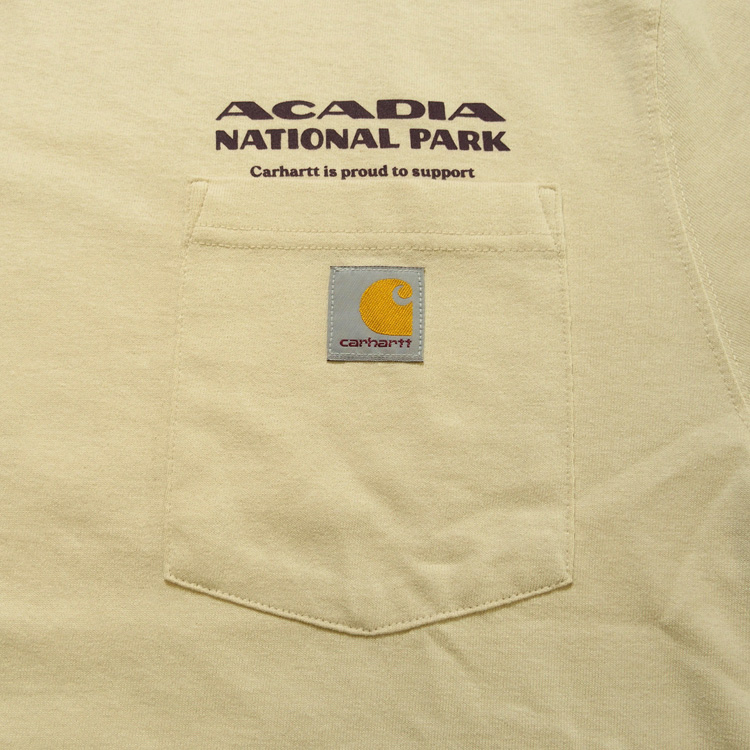 ACADIA
NATIONAL PARK
Carhartt is proud to support
carhartt